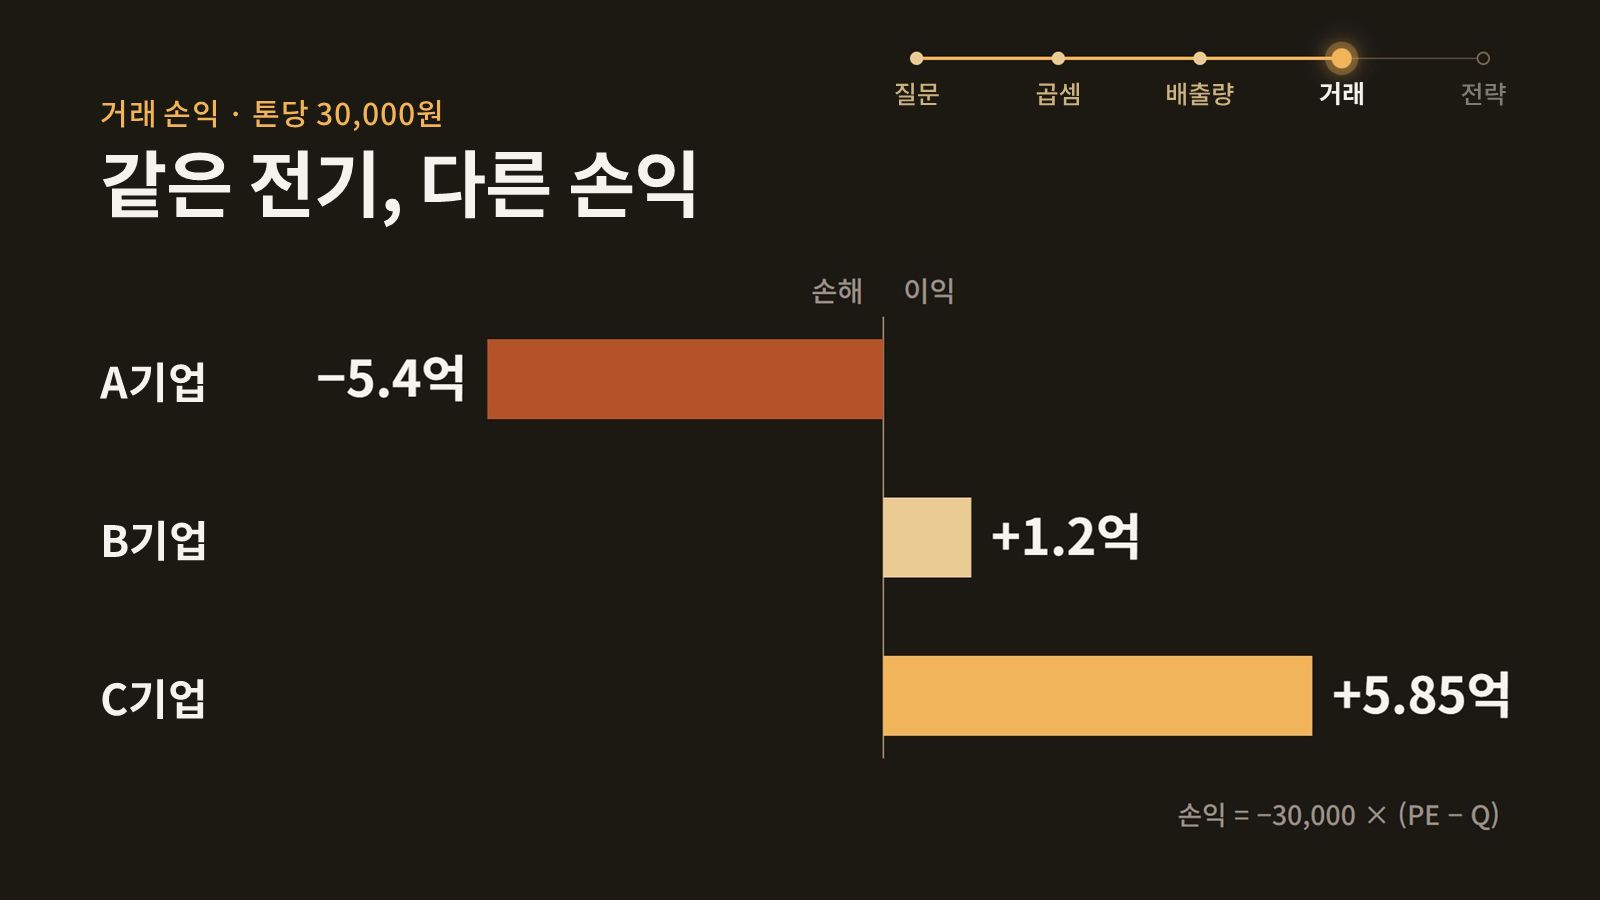 질문 곱셈 배출량 거래 전략
거래 손익 · 톤당 30,000원
같은 전기, 다른 손익
손해 이익
A기업 −5.4억
B기업 +1.2억
C기업 +5.85억
손익 = −30,000 × (PE − Q)